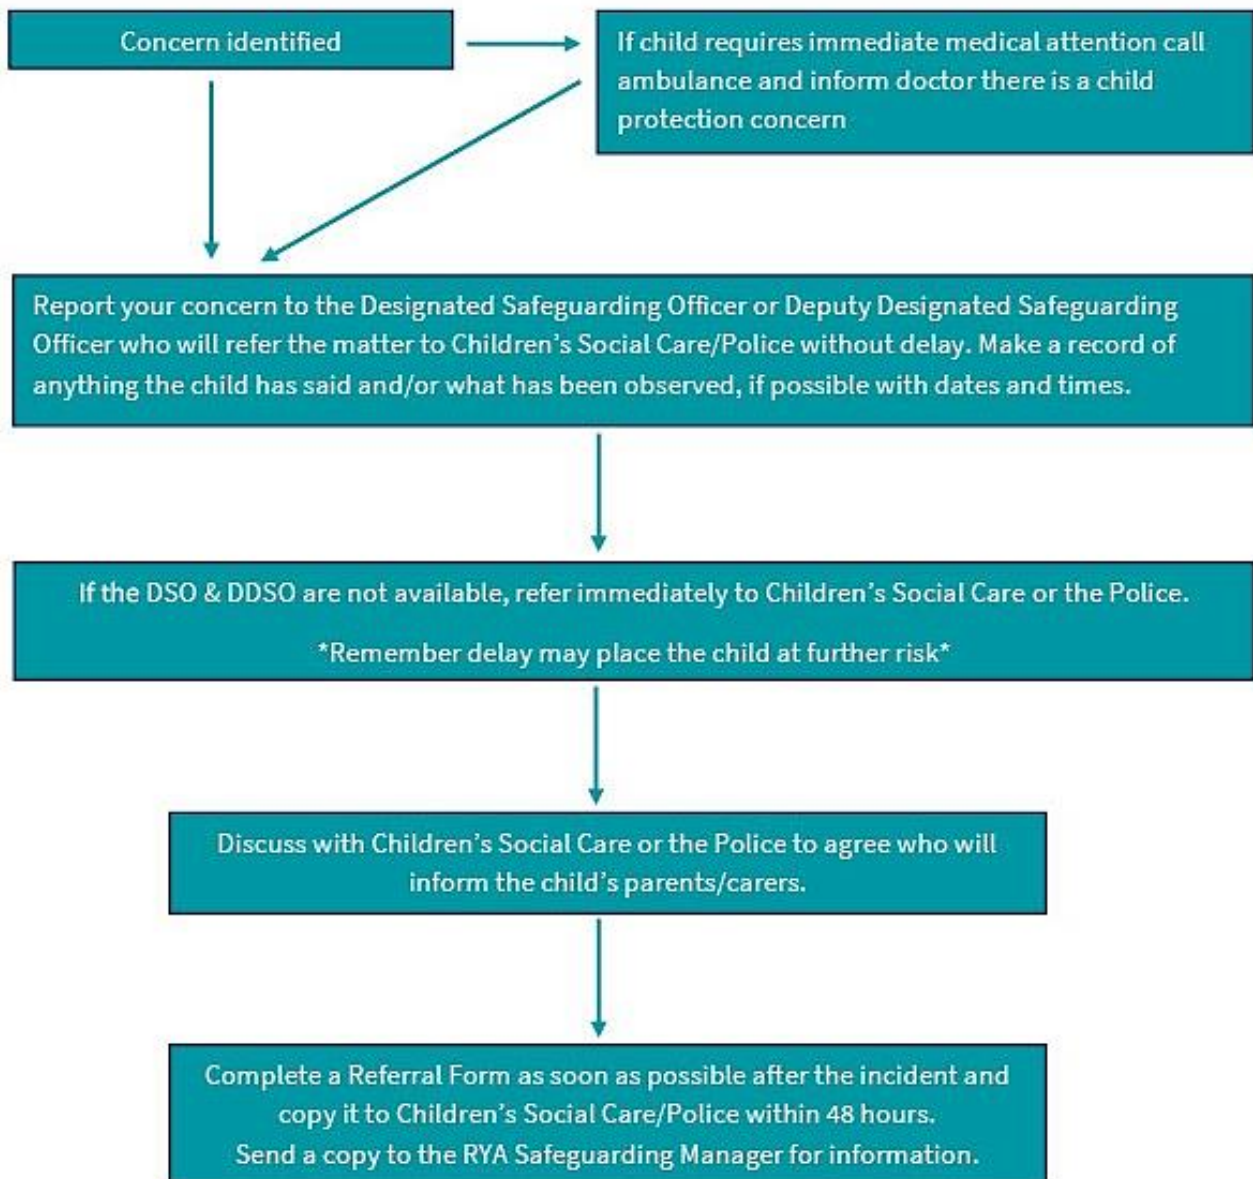 Concern identified
If child requires immediate medical attention call
ambulance and inform doctor there is a child
protection concern
Report your concern to the Designated Safeguarding Officer or Deputy Designated Safeguarding
Officer who will refer the matter to Children's Social Care/Police without delay. Make a record of
anything the child has said and/or what has been observed, if possible with dates and times.
If the DSO & DDSO are not available, refer immediately to Children's Social Care or the Police.
*Remember delay may place the child at further risk*
Discuss with Children's Social Care or the Police to agree who will
inform the child's parents/carers.
Complete a Referral Form as soon as possible after the incident and
copy it to Children's Social Care/Police within 48 hours.
Send a copy to the RYA Safeguarding Manager for information.